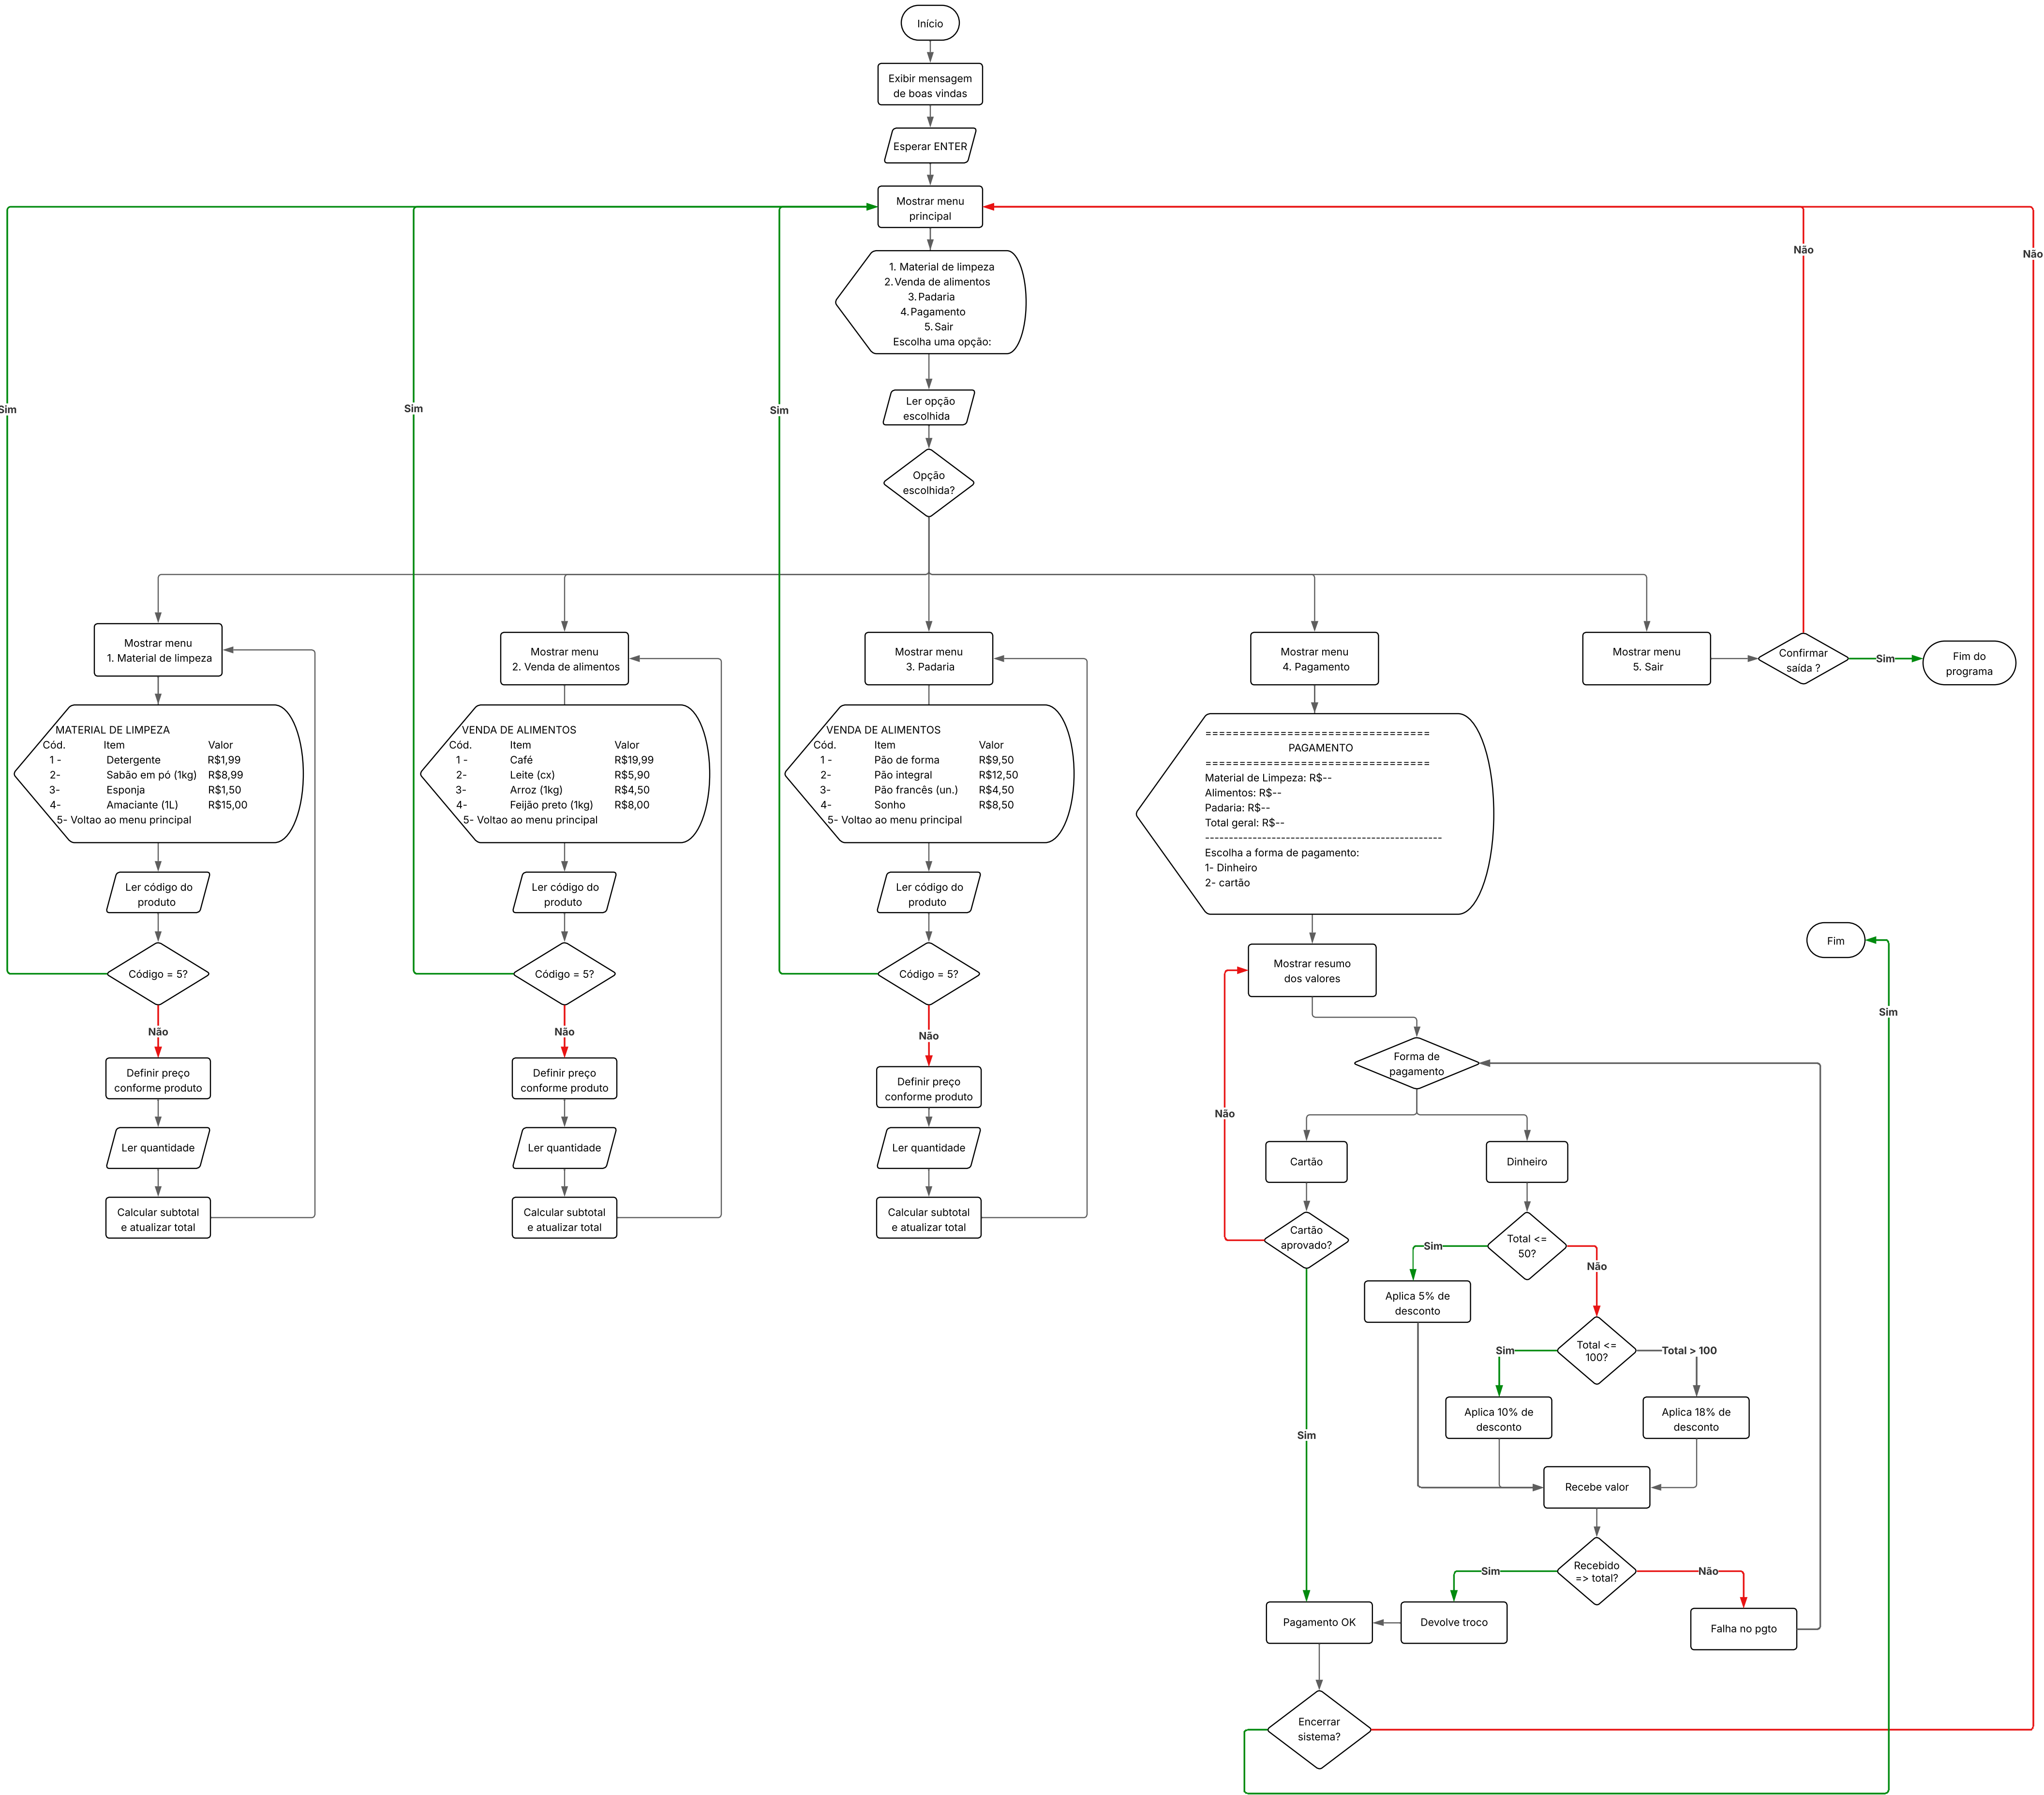 Início
Exibir mensagem
de boas vindas
Esperar ENTER
Mostrar menu
principal
1. Material de limpeza
2. Venda de alimentos
3. Padaria
4. Pagamento
5. Sair
Escolha uma opção:
Ler opção
escolhida
Opção
escolhida?
Sim
Sim
Sim
Não
Não
Mostrar menu
1. Material de limpeza
MATERIAL DE LIMPEZA
Cód. Item Valor
1 - Detergente R$1,99
2- Sabão em pó (1kg) R$8,99
3- Esponja R$1,50
4- Amaciante (1L) R$15,00
5- Voltao ao menu principal
Ler código do
produto
Código = 5?
Não
Definir preço
conforme produto
Ler quantidade
Calcular subtotal
e atualizar total
Mostrar menu
2. Venda de alimentos
VENDA DE ALIMENTOS
Cód. Item Valor
1 - Café R$19,99
2- Leite (cx) R$5,90
3- Arroz (1kg) R$4,50
4- Feijão preto (1kg) R$8,00
5- Voltao ao menu principal
Ler código do
produto
Código = 5?
Não
Definir preço
conforme produto
Ler quantidade
Calcular subtotal
e atualizar total
Mostrar menu
3. Padaria
VENDA DE ALIMENTOS
Cód. Item Valor
1 - Pão de forma R$9,50
2- Pão integral R$12,50
3- Pão francês (un.) R$4,50
4- Sonho R$8,50
5- Voltao ao menu principal
Ler código do
produto
Código = 5?
Não
Definir preço
conforme produto
Ler quantidade
Calcular subtotal
e atualizar total
Mostrar menu
4. Pagamento
=================================
PAGAMENTO
=================================
Material de Limpeza: R$--
Alimentos: R$--
Padaria: R$--
Total geral: R$--
--------------------------------------------------
Escolha a forma de pagamento:
1- Dinheiro
2- cartão
Mostrar resumo
dos valores
Forma de
pagamento
Não
Cartão
Dinheiro
Cartão
aprovado?
Total <=
50?
Sim
Não
Aplica 5% de
desconto
Total <=
100?
Sim
Total > 100
Aplica 10% de
desconto
Aplica 18% de
desconto
Sim
Recebe valor
Recebido
=> total?
Sim
Não
Pagamento OK
Devolve troco
Falha no pgto
Encerrar
sistema?
Mostrar menu
5. Sair
Confirmar
saída ?
Sim
Fim do
programa
Fim
Sim